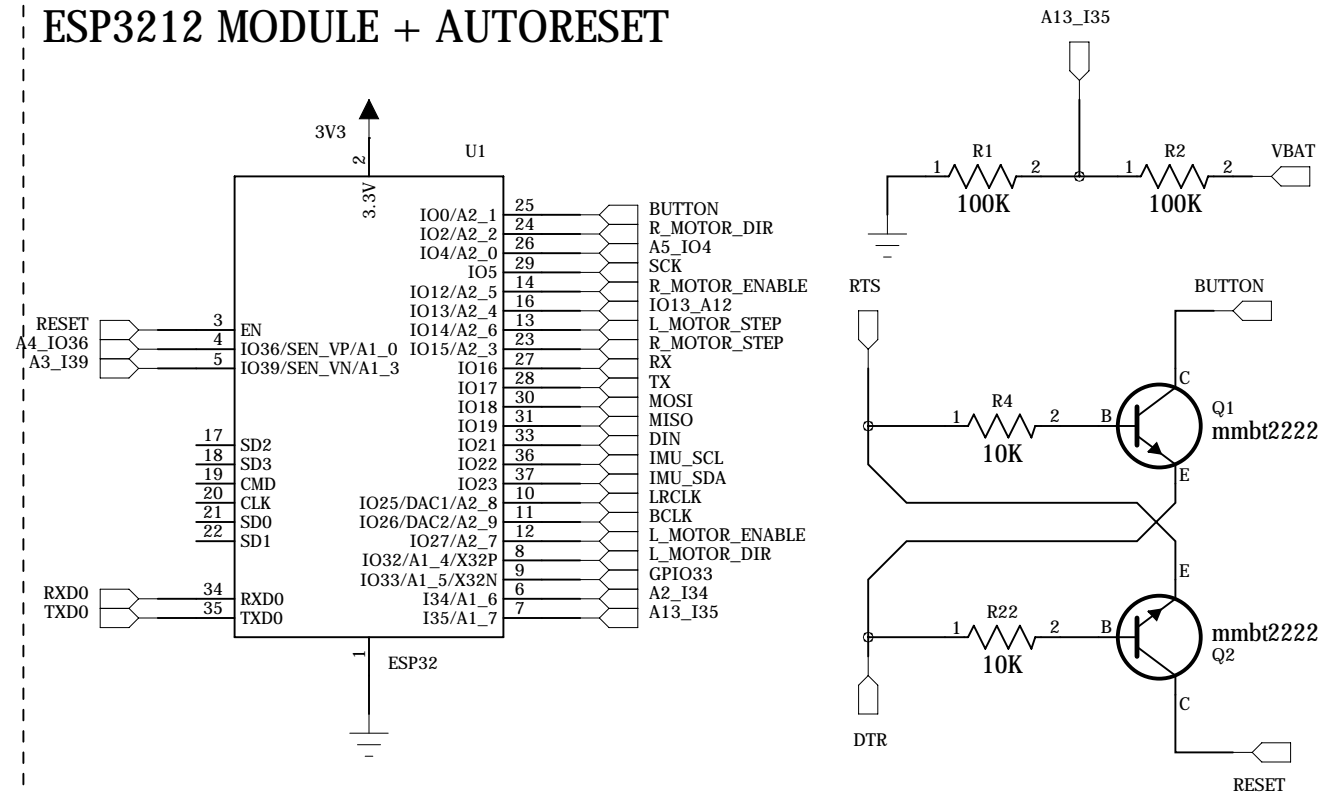 ESP3212 MODULE + AUTORESET
3V3
2
U1
3.3V
IO0/A2_1 25 BUTTON
IO2/A2_2 24 R_MOTOR_DIR
IO4/A2_0 26 A5_IO4
IO5 29 SCK
IO12/A2_5 14 R_MOTOR_ENABLE
IO13/A2_4 16 IO13_A12
RESET 3 EN
IO14/A2_6 13 L_MOTOR_STEP
A4_IO36 4 IO36/SEN_VP/A1_0
IO15/A2_3 23 R_MOTOR_STEP
A3_I39 5 IO39/SEN_VN/A1_3
IO16 27 RX
IO17 28 TX
IO18 30 MOSI
IO19 31 MISO
17 SD2
IO21 33 DIN
18 SD3
IO22 36 IMU_SCL
19 CMD
IO23 37 IMU_SDA
20 CLK
IO25/DAC1/A2_8 10 LRCLK
21 SD0
IO26/DAC2/A2_9 11 BCLK
22 SD1
IO27/A2_7 12 L_MOTOR_ENABLE
IO32/A1_4/X32P 8 L_MOTOR_DIR
IO33/A1_5/X32N 9 GPIO33
RXD0 34 RXD0
I34/A1_6 6 A2_I34
TXD0 35 TXD0
I35/A1_7 7 A13_I35
1
ESP32
A13_I35
R1
1 2
100K
R2
1 2
100K
VBAT
RTS
BUTTON
C
R4
1 2
10K
B
Q1
mmbt2222
E
E
R22
1 2
10K
B
mmbt2222
Q2
C
DTR
RESET